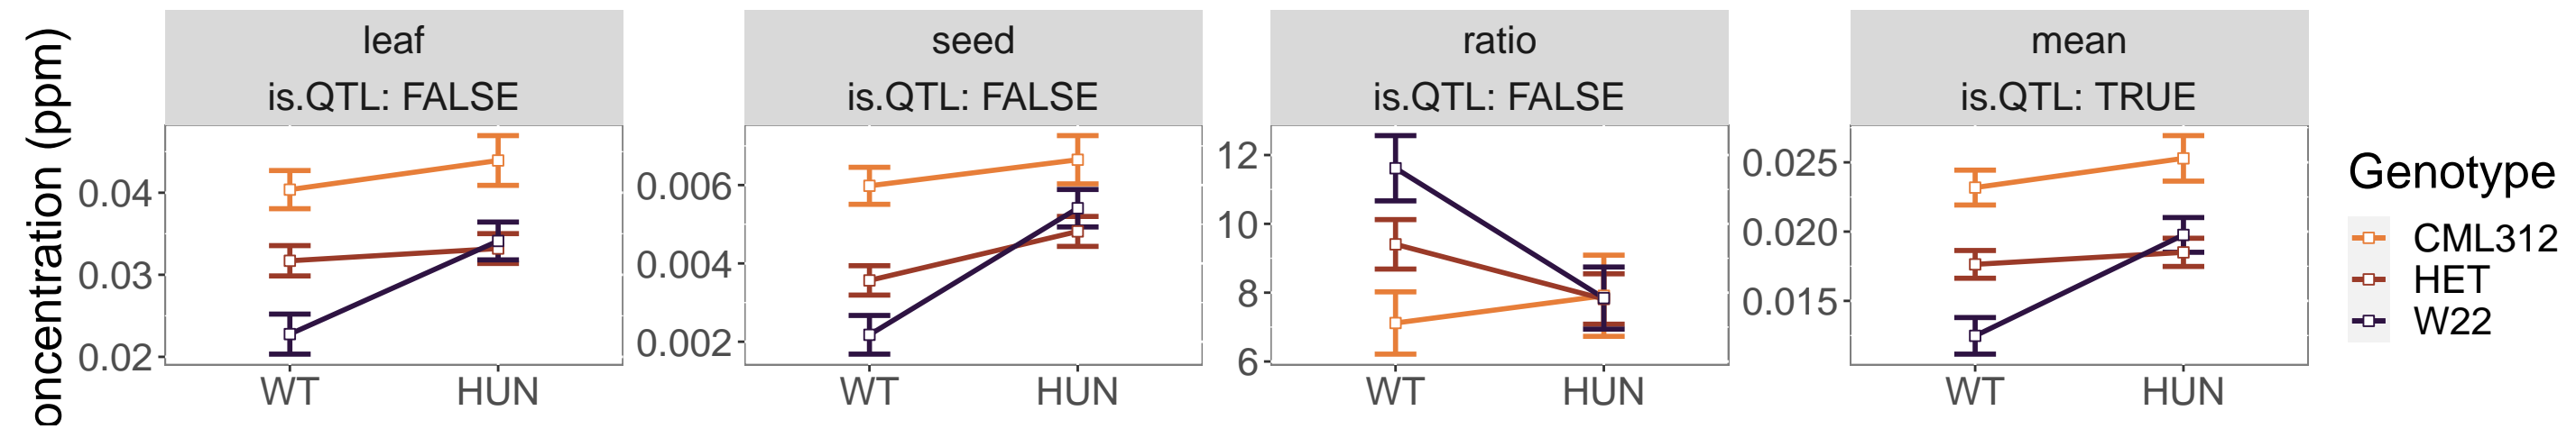 oncentration (ppm)
leaf
is.QTL: FALSE
0.04
0.03
0.02
WT HUN
seed
is.QTL: FALSE
0.006
0.004
0.002
WT HUN
ratio
is.QTL: FALSE
12
10
8
6
WT HUN
mean
is.QTL: TRUE
0.025
0.020
0.015
WT HUN
Genotype
CML312
HET
W22